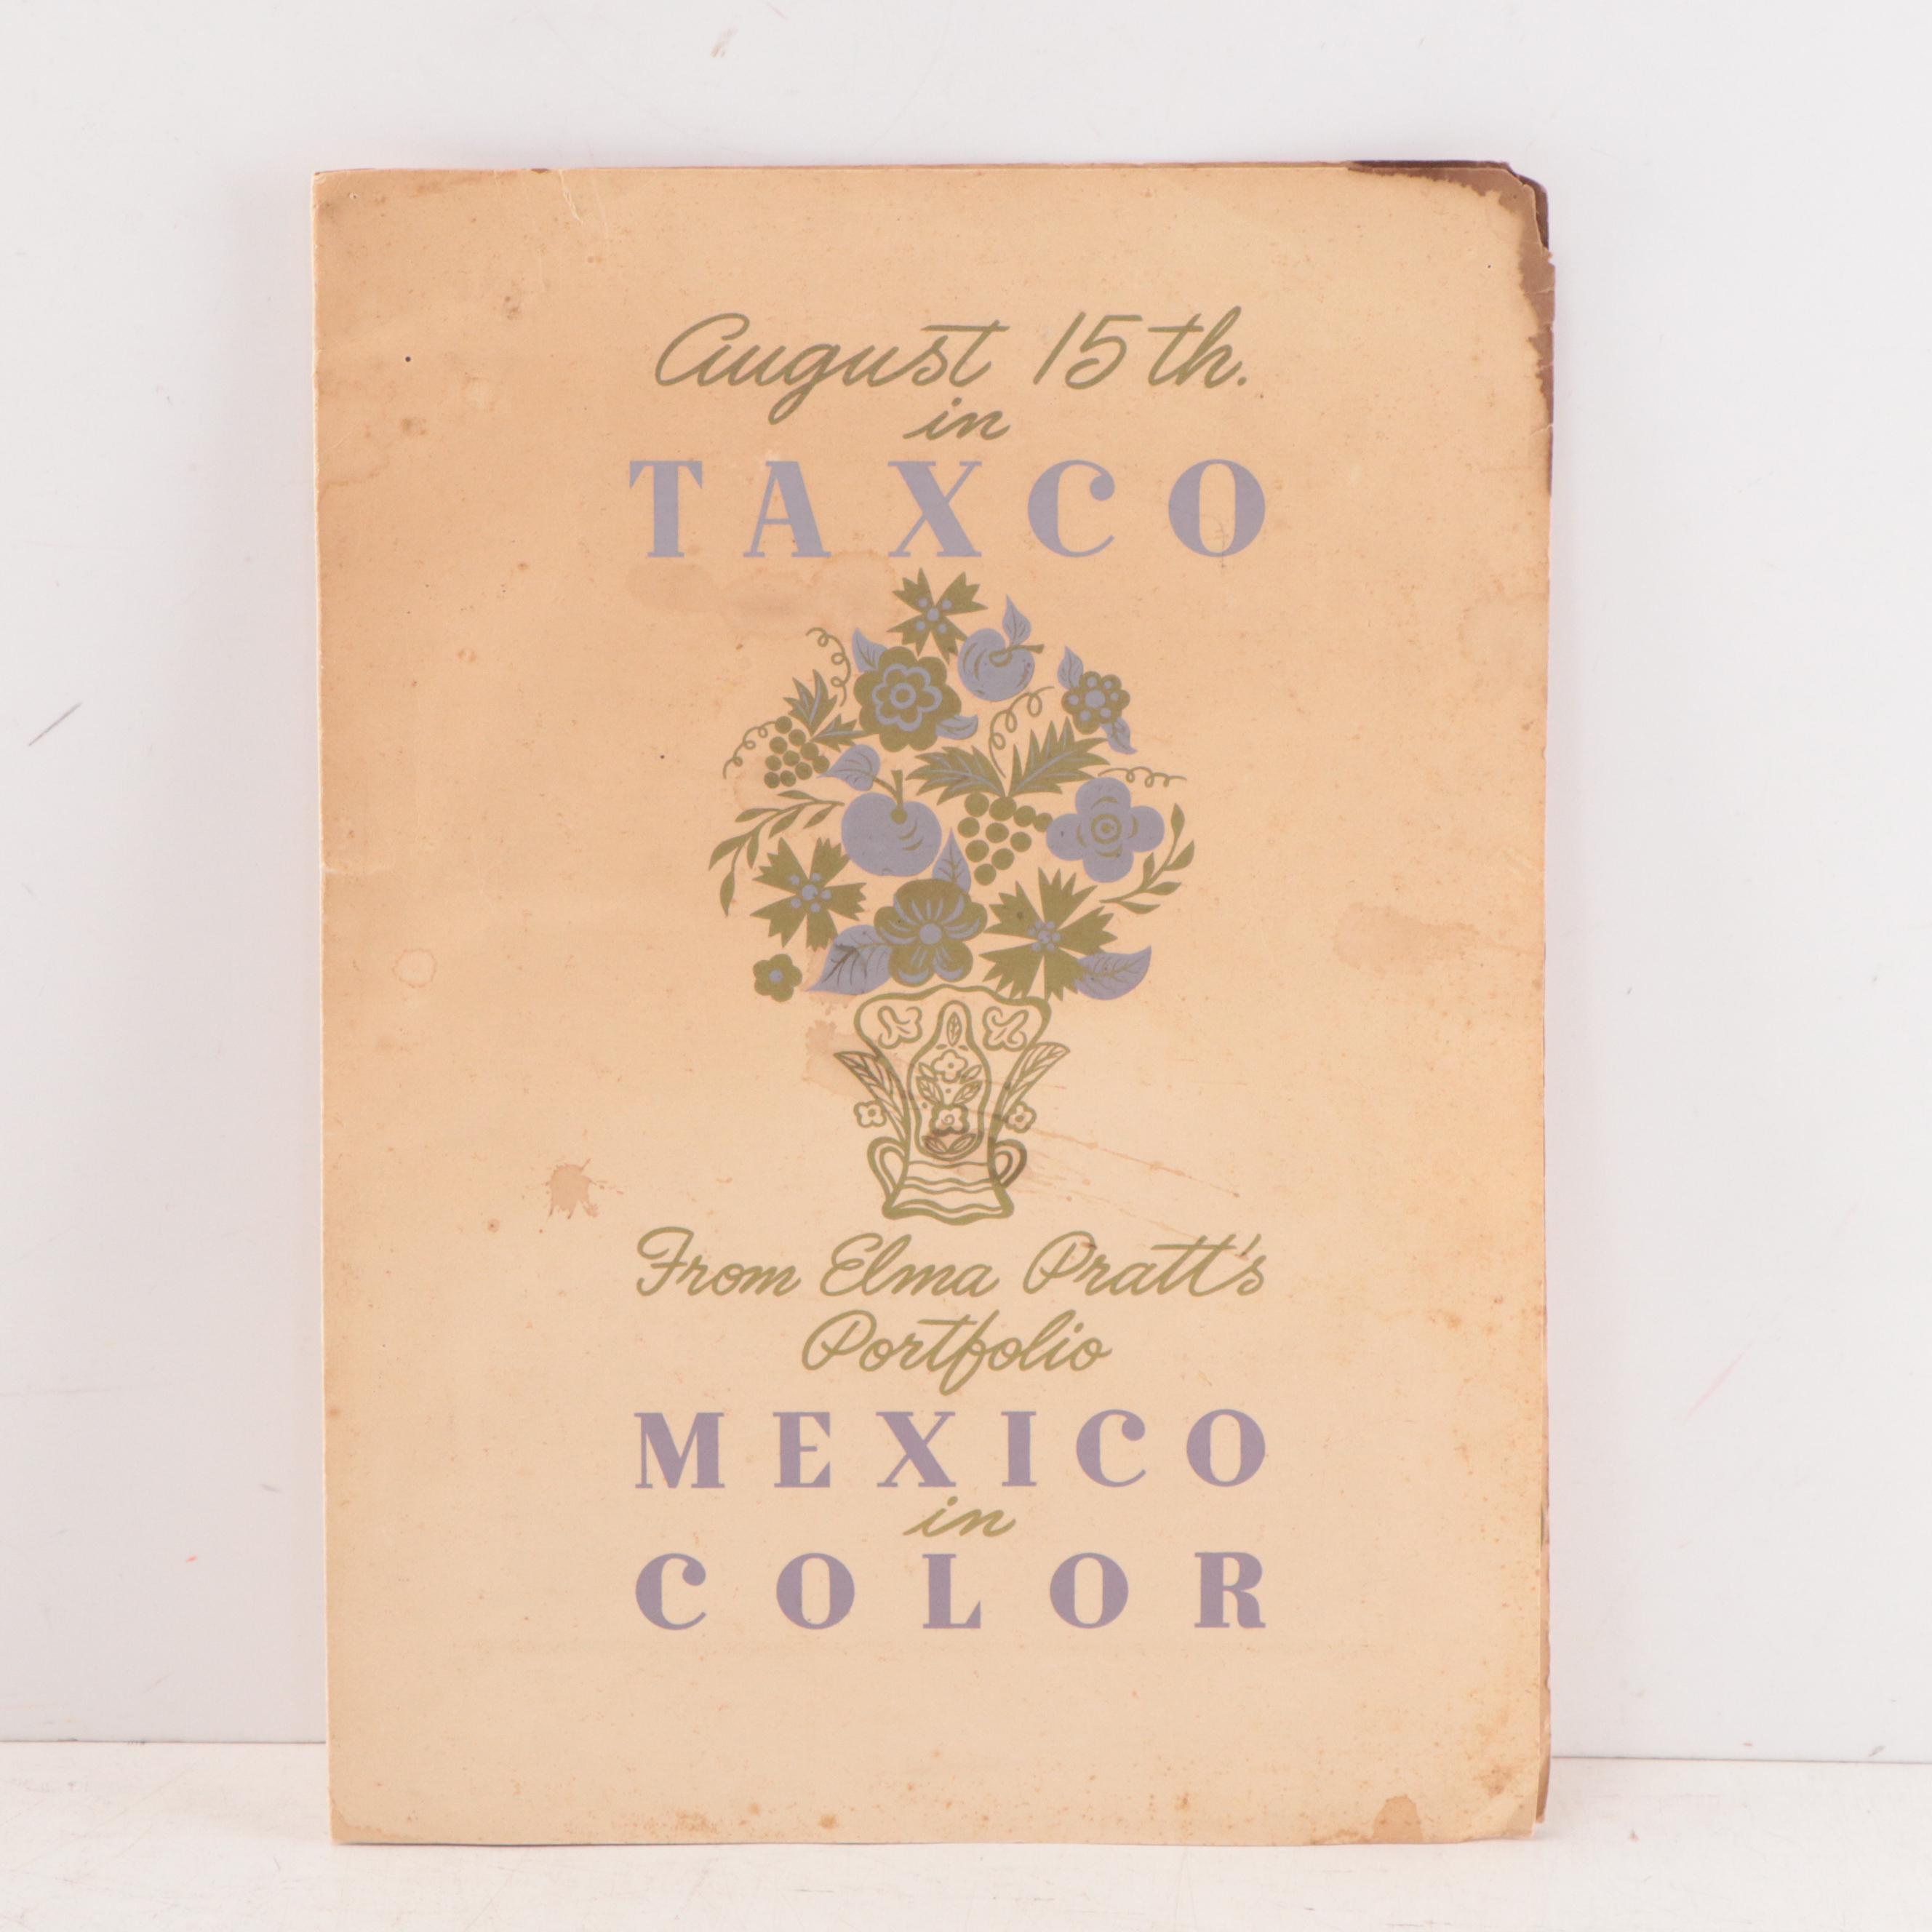 August 15th.
in
TAXCO
From Elma Pratt's
Portfolio
MEXICO
in
COLOR